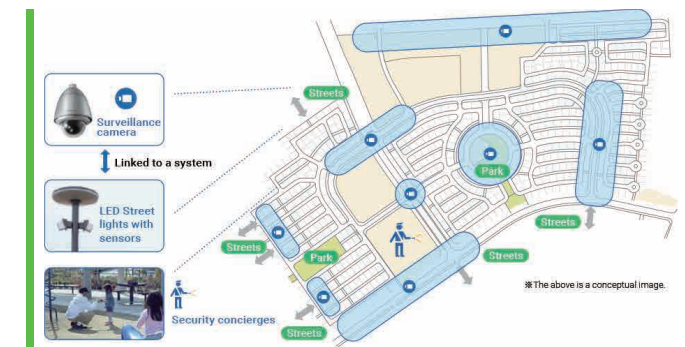 Surveillance
camera
Linked to a system
LED Street
lights with
sensors
Security concierges
Streets
Park
Streets
Streets
Streets
Park
Streets
※The above is a conceptual image.